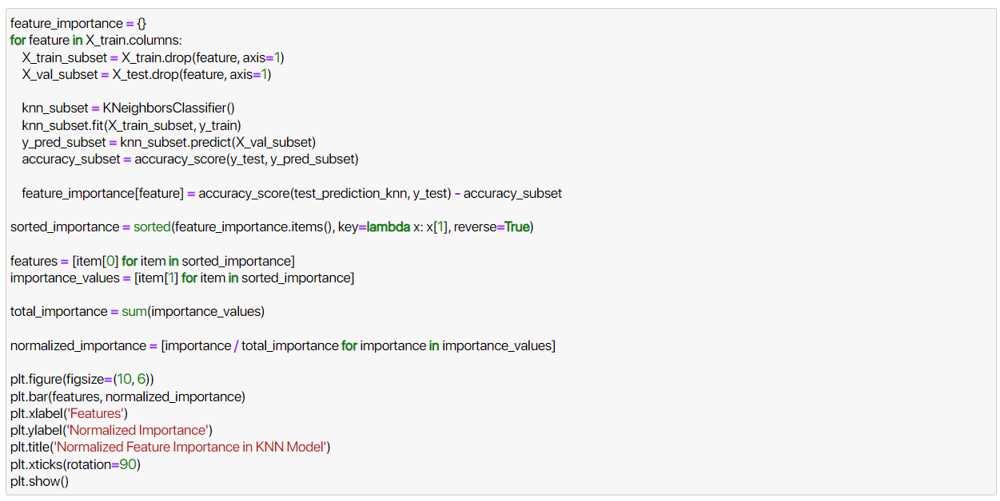 feature_importance = {}
for feature in X_train.columns:
    X_train_subset = X_train.drop(feature, axis=1)
    X_val_subset = X_test.drop(feature, axis=1)

    knn_subset = KNeighborsClassifier()
    knn_subset.fit(X_train_subset, y_train)
    y_pred_subset = knn_subset.predict(X_val_subset)
    accuracy_subset = accuracy_score(y_test, y_pred_subset)

    feature_importance[feature] = accuracy_score(test_prediction_knn, y_test) - accuracy_subset

sorted_importance = sorted(feature_importance.items(), key=lambda x: x[1], reverse=True)

features = [item[0] for item in sorted_importance]
importance_values = [item[1] for item in sorted_importance]

total_importance = sum(importance_values)

normalized_importance = [importance / total_importance for importance in importance_values]

plt.figure(figsize=(10, 6))
plt.bar(features, normalized_importance)
plt.xlabel('Features')
plt.ylabel('Normalized Importance')
plt.title('Normalized Feature Importance in KNN Model')
plt.xticks(rotation=90)
plt.show()